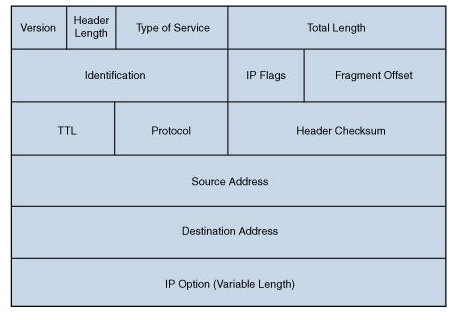 Version
Header
Length
Type of Service
Total Length
Identification
IP Flags
Fragment Offset
TTL
Protocol
Header Checksum
Source Address
Destination Address
IP Option (Variable Length)